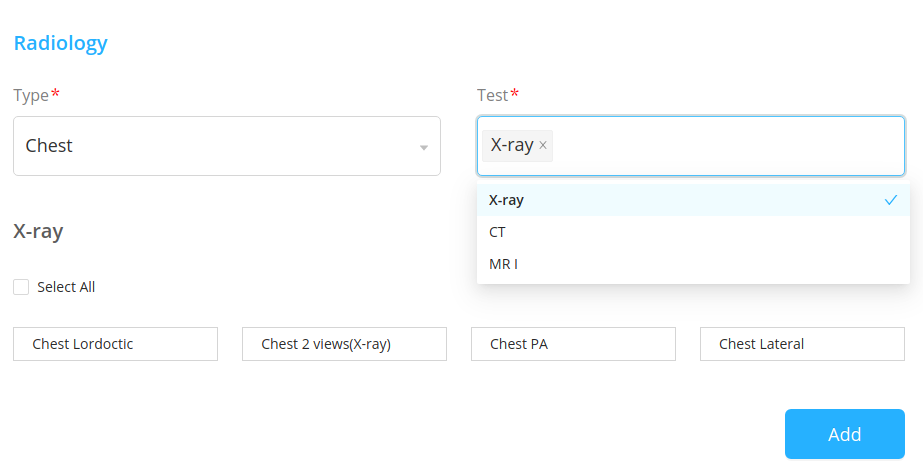 Radiology
Type* Test*
Chest X-ray ×
X-ray
CT
MR I
X-ray
Select All
Chest Lordoctic Chest 2 views(X-ray) Chest PA Chest Lateral
Add